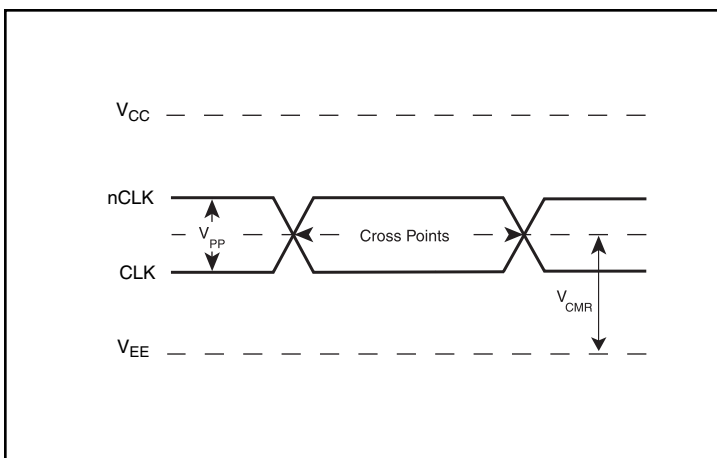 VCC
nCLK
VPP
Cross Points
CLK
VCMR
VEE